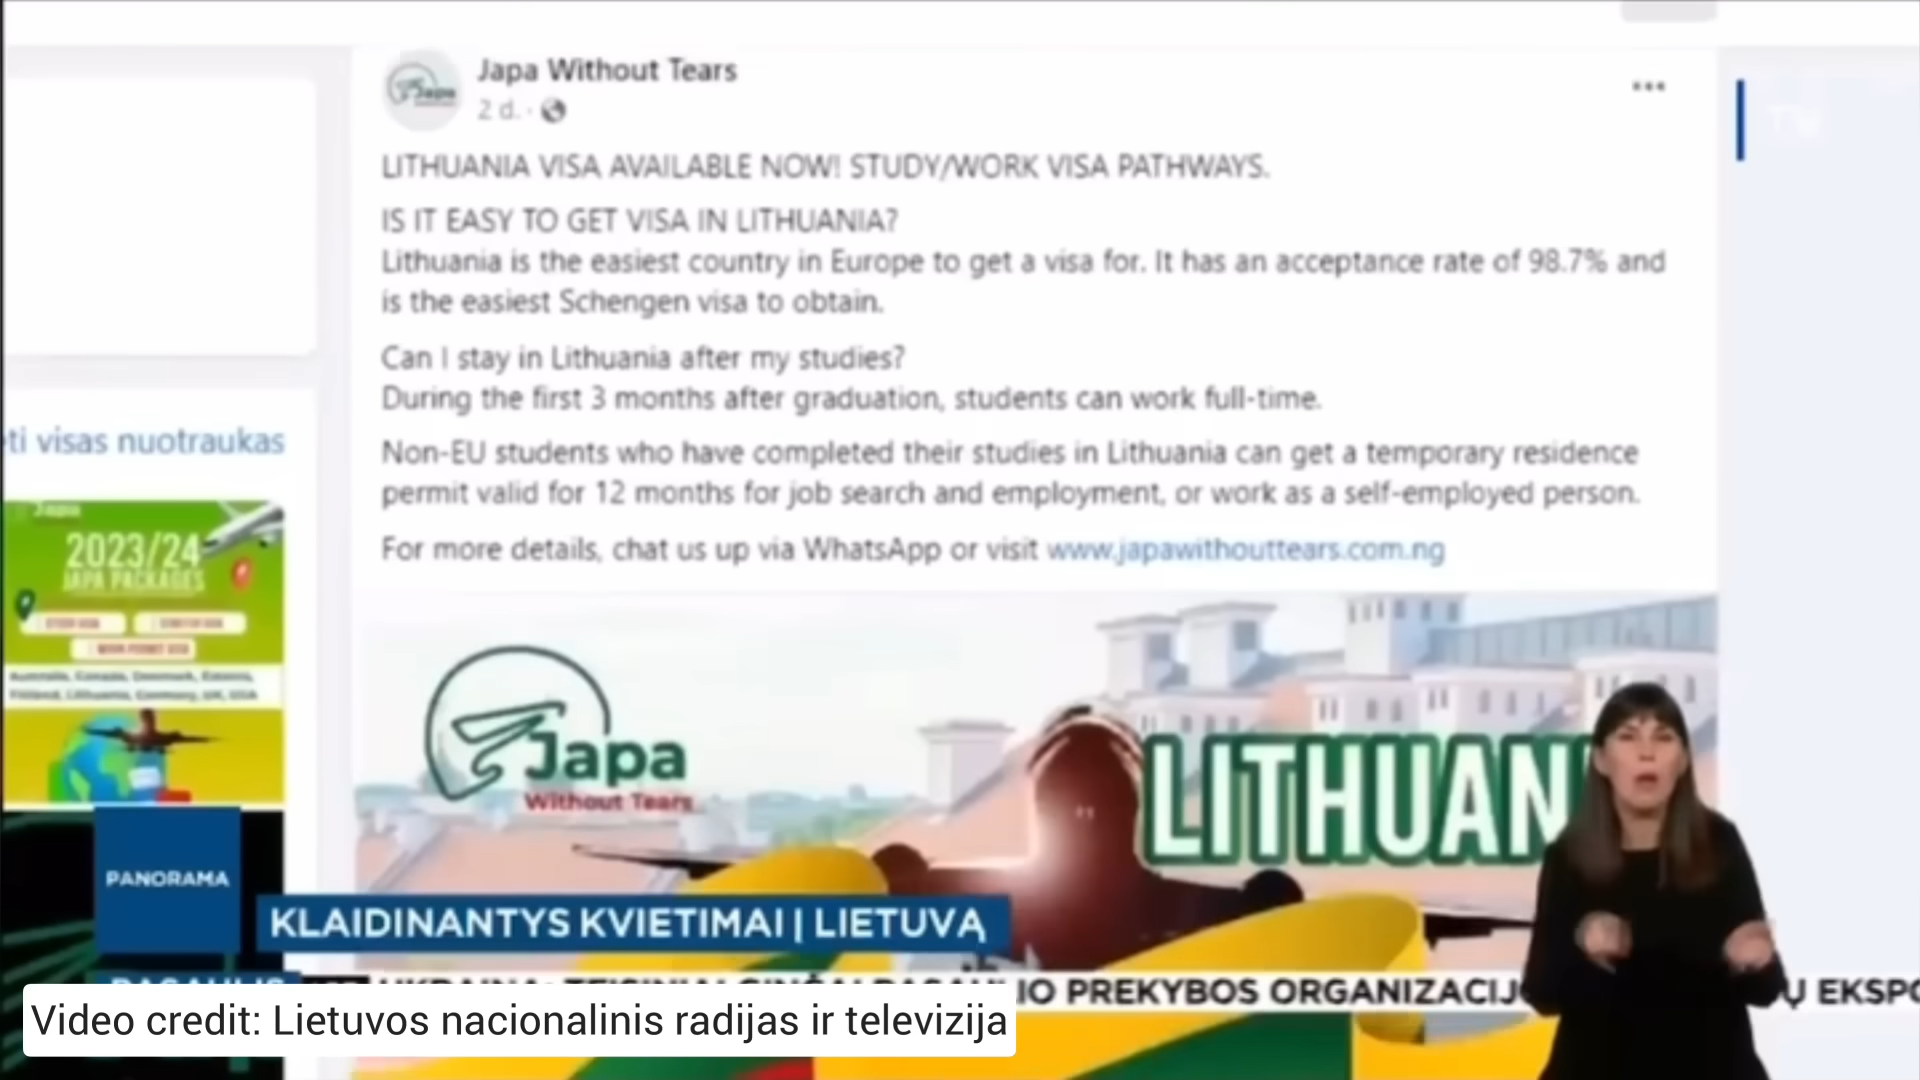 Japa Without Tears
2 d.
LITHUANIA VISA AVAILABLE NOW! STUDY/WORK VISA PATHWAYS.
IS IT EASY TO GET VISA IN LITHUANIA?
Lithuania is the easiest country in Europe to get a visa for. It has an acceptance rate of 98.7% and
is the easiest Schengen visa to obtain.
Can I stay in Lithuania after my studies?
During the first 3 months after graduation, students can work full-time.
Non-EU students who have completed their studies in Lithuania can get a temporary residence
permit valid for 12 months for job search and employment, or work as a self-employed person.
For more details, chat us up via WhatsApp or visit www.japawithouttears.com.ng
visas nuotraukas
Japa
2023/24
JAPA PACKAGES
Japa
Without Tears
LITHUAN
PANORAMA
KLAIDINANTYS KVIETIMAI Į LIETUVĄ
PREKYBOS
Video credit: Lietuvos nacionalinis radijas ir televizija